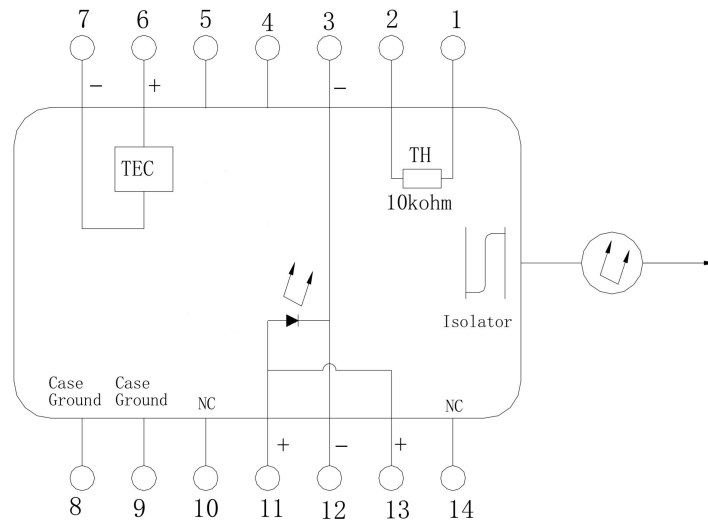 7 6 5 4 3 2 1
− + −
TH
TEC
10kohm
Isolator
Case
Ground
Case
Ground
NC
NC
+ − +
8 9 10 11 12 13 14